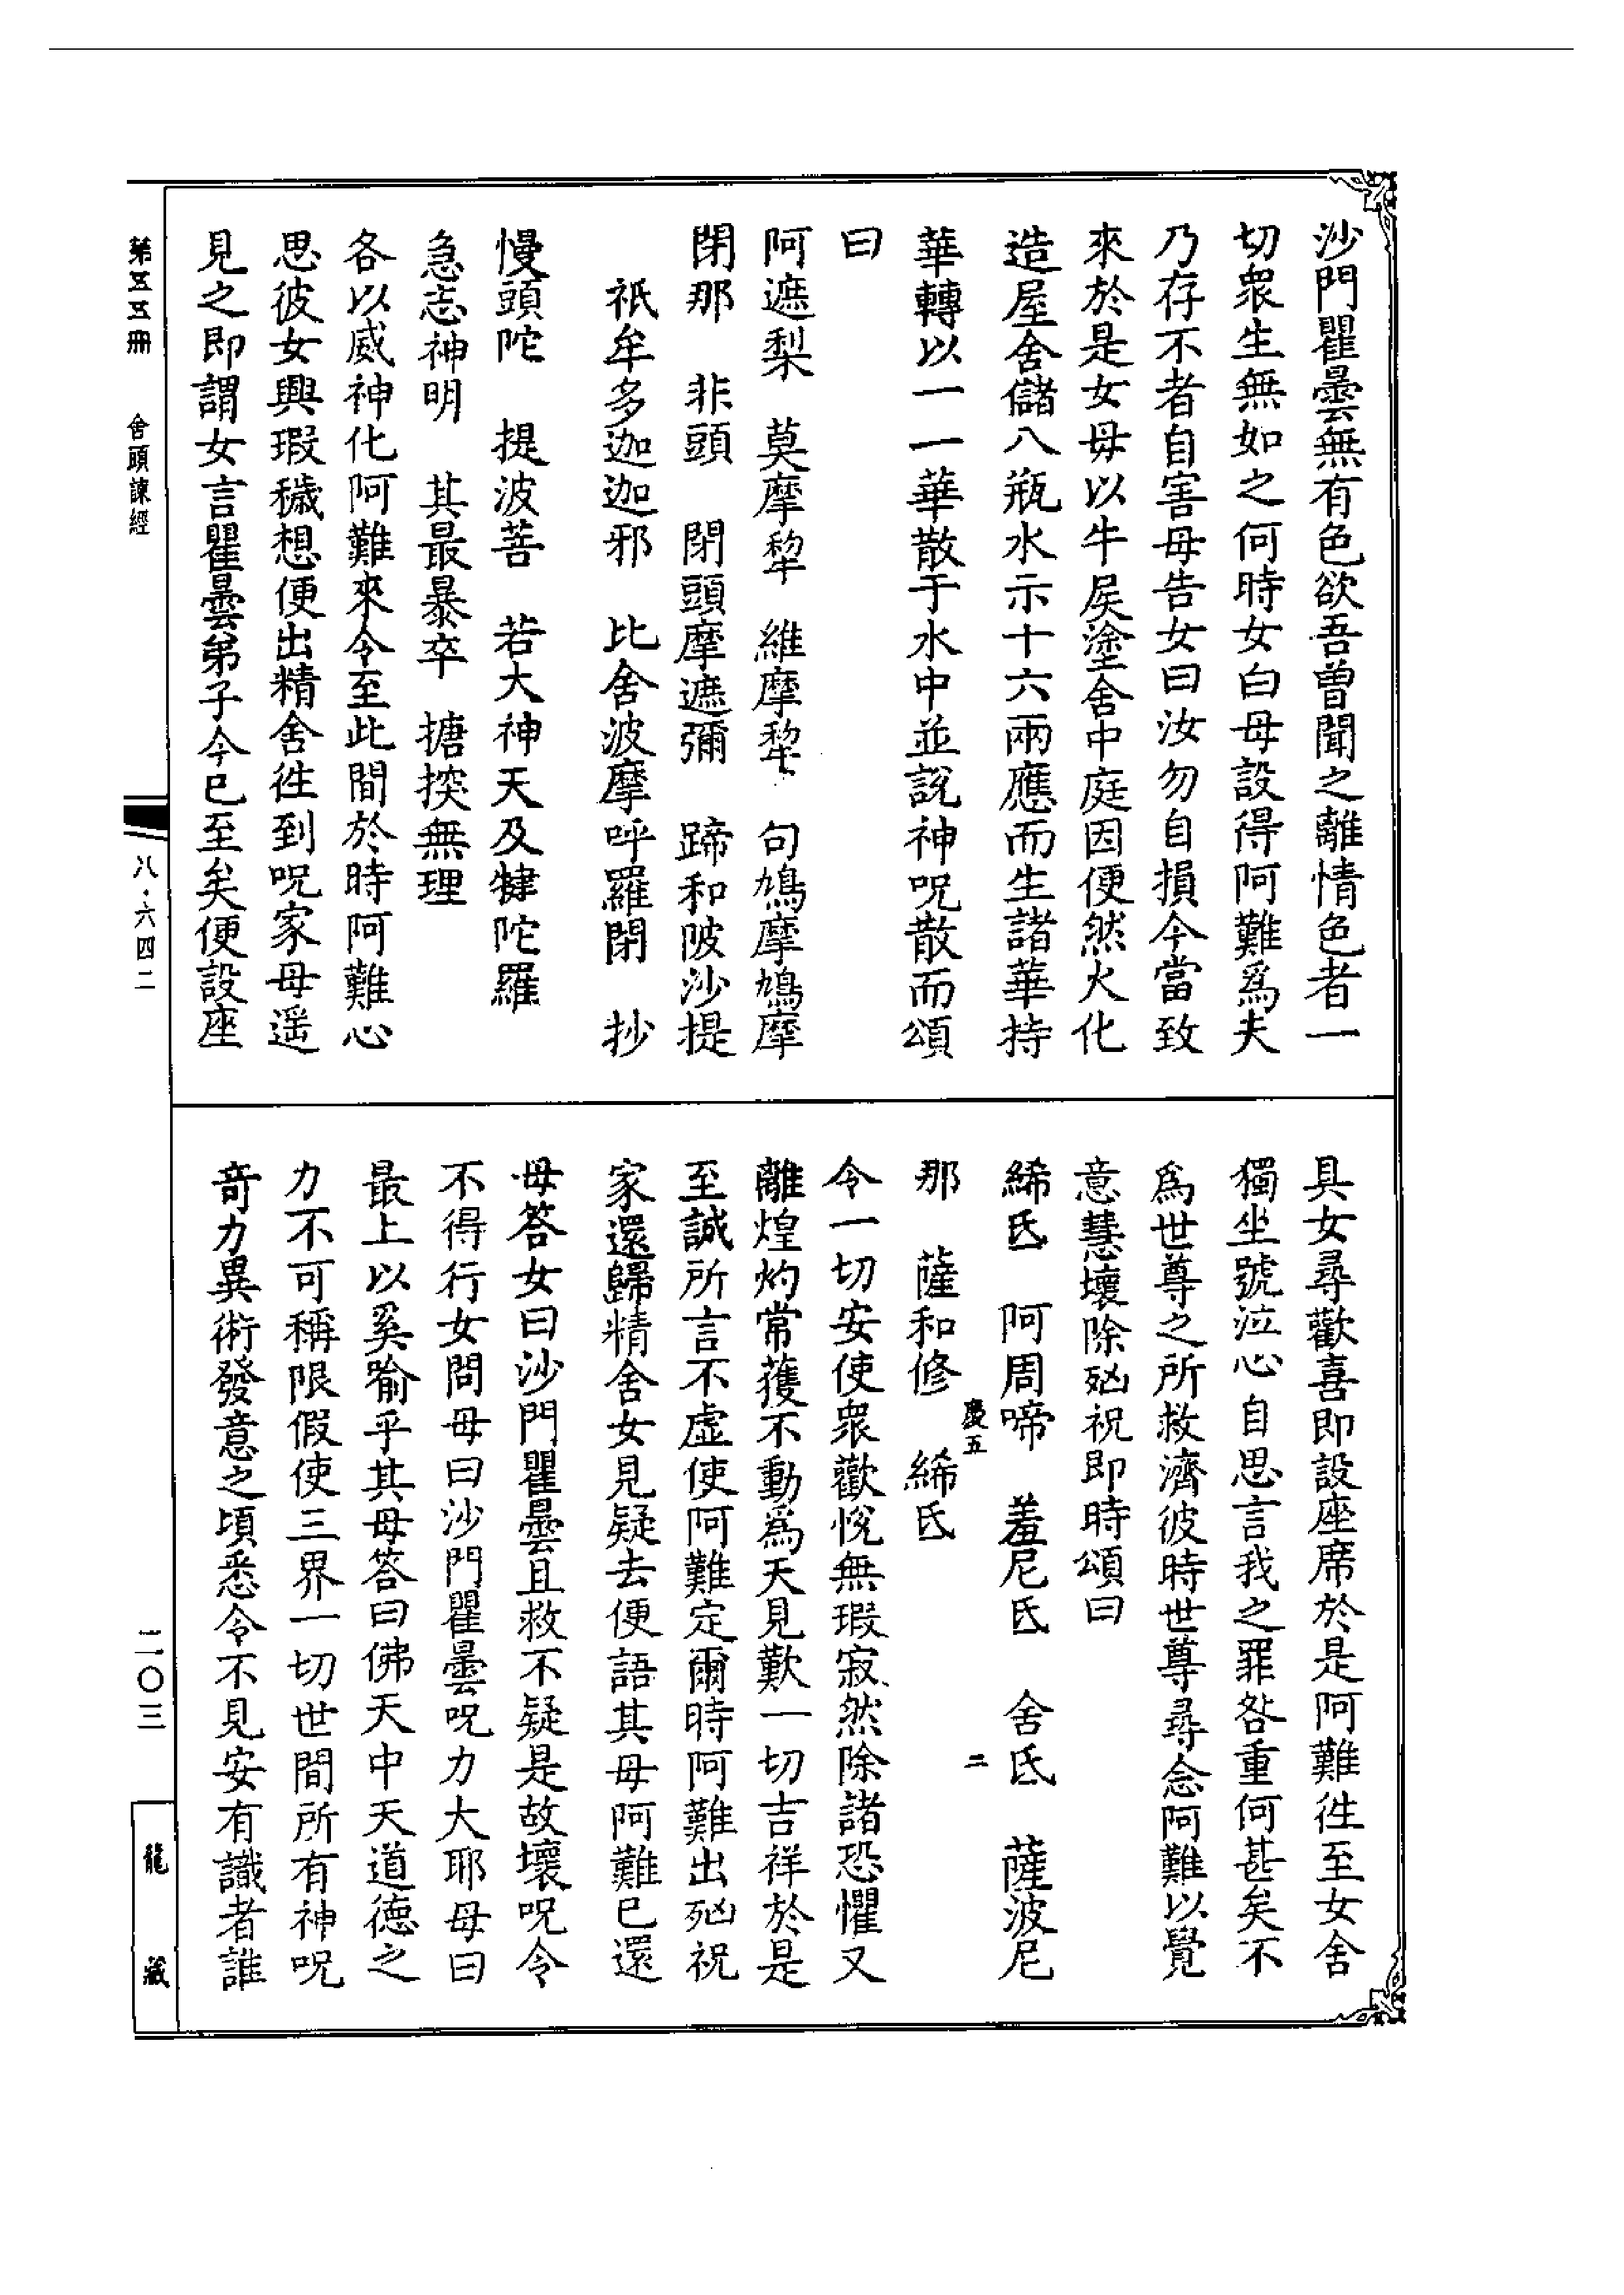 沙門瞿曇無有色欲吾曾聞之離情色者一
切衆生無如之何時女白母設得阿難爲夫
乃存不者自害母告女曰汝勿自損今當致
來於是女母以牛屎塗舍中庭因便然火化
造屋舍儲八瓶水示十六兩應而生諸華持
華轉以一一華散于水中並説神呪散而頌
曰
阿遮梨　莫摩犂　維摩犂　句鳩摩鳩摩
閉那　非頭　閉頭摩遮彌　蹄和陂沙提
祇牟多迦迦邪　比舍波摩呼羅閉　抄
慢頭陀　提波菩　若大神天及犍陀羅
急志神明　其最暴卒　搪揬無理
各以威神化阿難來令至此間於時阿難心
思彼女興瑕穢想便出精舍徃到呪家母遥
見之即謂女言瞿曇弟子今已至矣便設座
具女尋歡喜即設座席於是阿難徃至女舍
獨坐號泣心自思言我之罪咎重何甚矣不
爲世尊之所救濟彼時世尊尋念阿難以覺
意慧壞除殈祝即時頌曰
絺氐　阿周啼　羞尼氐　舍氐　薩波尼
慶五　二
那　薩和修　絺氐
令一切安使衆歡悅無瑕寂然除諸恐懼又
離煌灼常獲不動爲天見歎一切吉祥於是
至誠所言不虚使阿難定爾時阿難出殈祝
家還歸精舍女見疑去便語其母阿難已還
母答女曰沙門瞿曇且救不疑是故壞呪令
不得行女問母曰沙門瞿曇呪力大耶母曰
最上以奚踰乎其母答曰佛天中天道德之
力不可稱限假使三界一切世間所有神呪
奇力異術發意之頃悉令不見安有識者誰
第五五冊　舍頭諫經
八·六四二
二〇三
龍藏